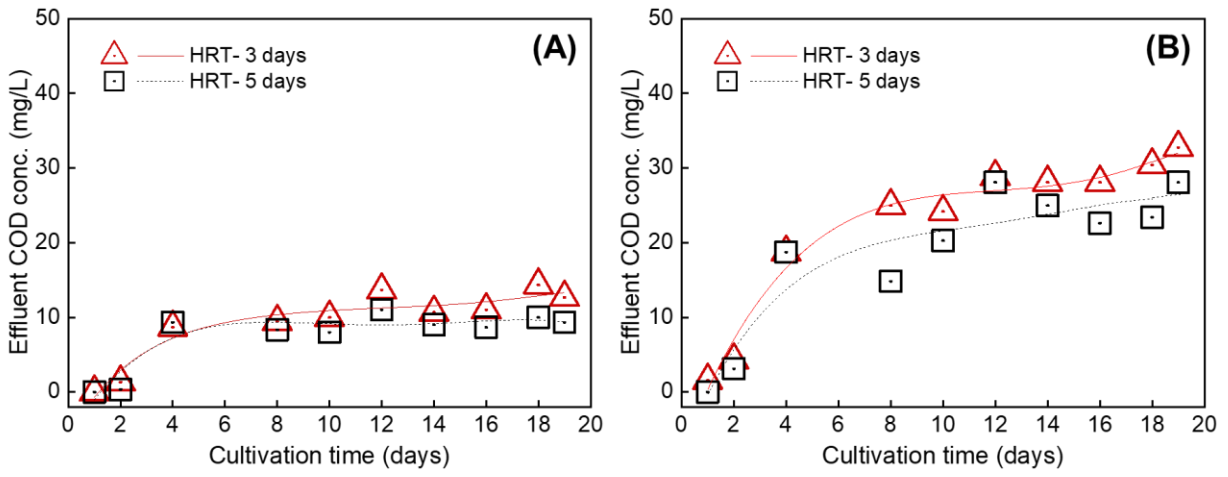 Effluent COD conc. (mg/L)
50
40
30
20
10
0
HRT- 3 days
HRT- 5 days
(A)
0 2 4 6 8 10 12 14 16 18 20
Cultivation time (days)
Effluent COD conc. (mg/L)
50
40
30
20
10
0
HRT- 3 days
HRT- 5 days
(B)
0 2 4 6 8 10 12 14 16 18 20
Cultivation time (days)